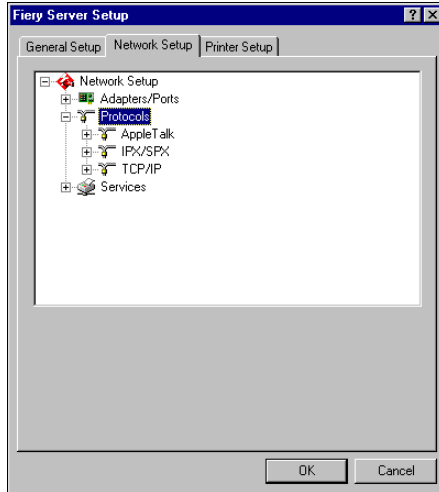 Fiery Server Setup
General Setup Network Setup Printer Setup
Network Setup
Adapters/Ports
Protocols
AppleTalk
IPX/SPX
TCP/IP
Services
OK Cancel